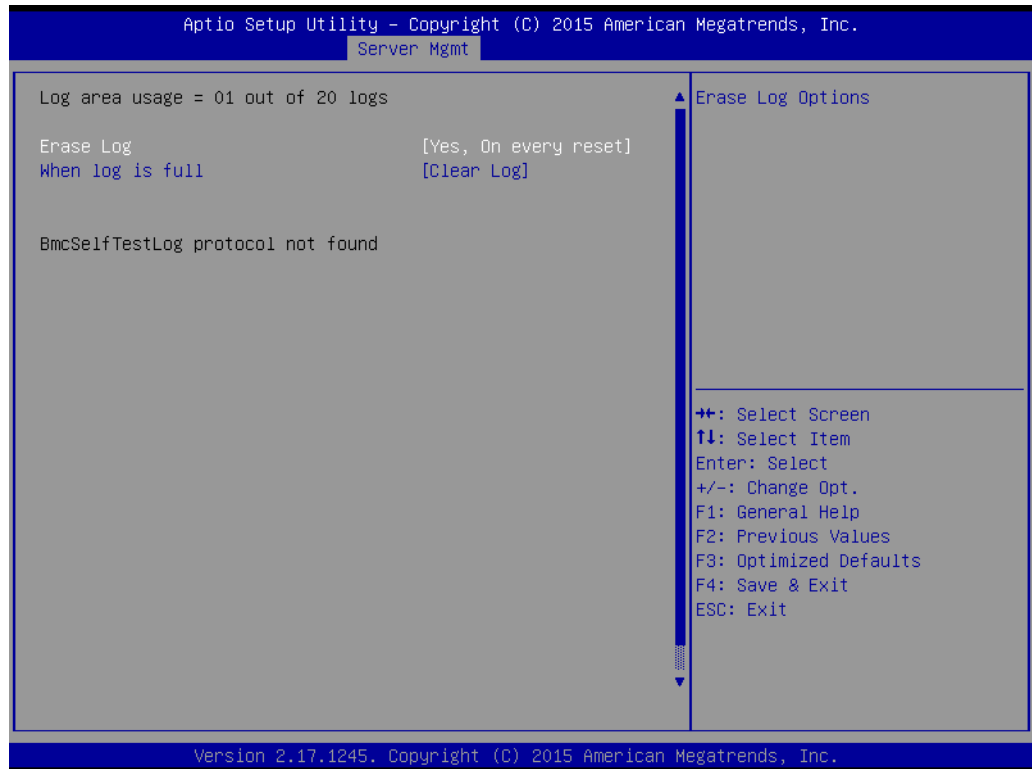 Aptio Setup Utility – Copyright (C) 2015 American Megatrends, Inc.
Server Mgmt
Log area usage = 01 out of 20 logs
Erase Log [Yes, On every reset]
When log is full [Clear Log]
BmcSelfTestLog protocol not found
Erase Log Options
→←: Select Screen
↑↓: Select Item
Enter: Select
+/-: Change Opt.
F1: General Help
F2: Previous Values
F3: Optimized Defaults
F4: Save & Exit
ESC: Exit
Version 2.17.1245. Copyright (C) 2015 American Megatrends, Inc.